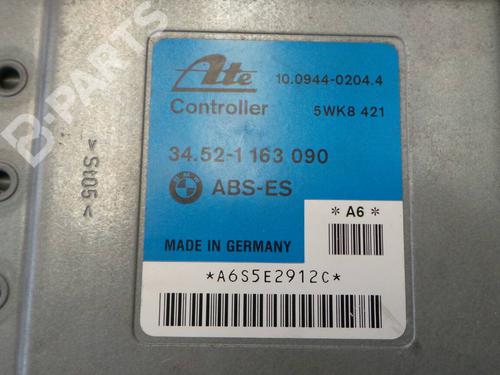 B-PARTS
Ate 10.0944-0204.4
Controller 5WK8 421
34.52-1 163 090
BMW ABS-ES
* A6 *
MADE IN GERMANY
*A6S5E2912C*
>St05<